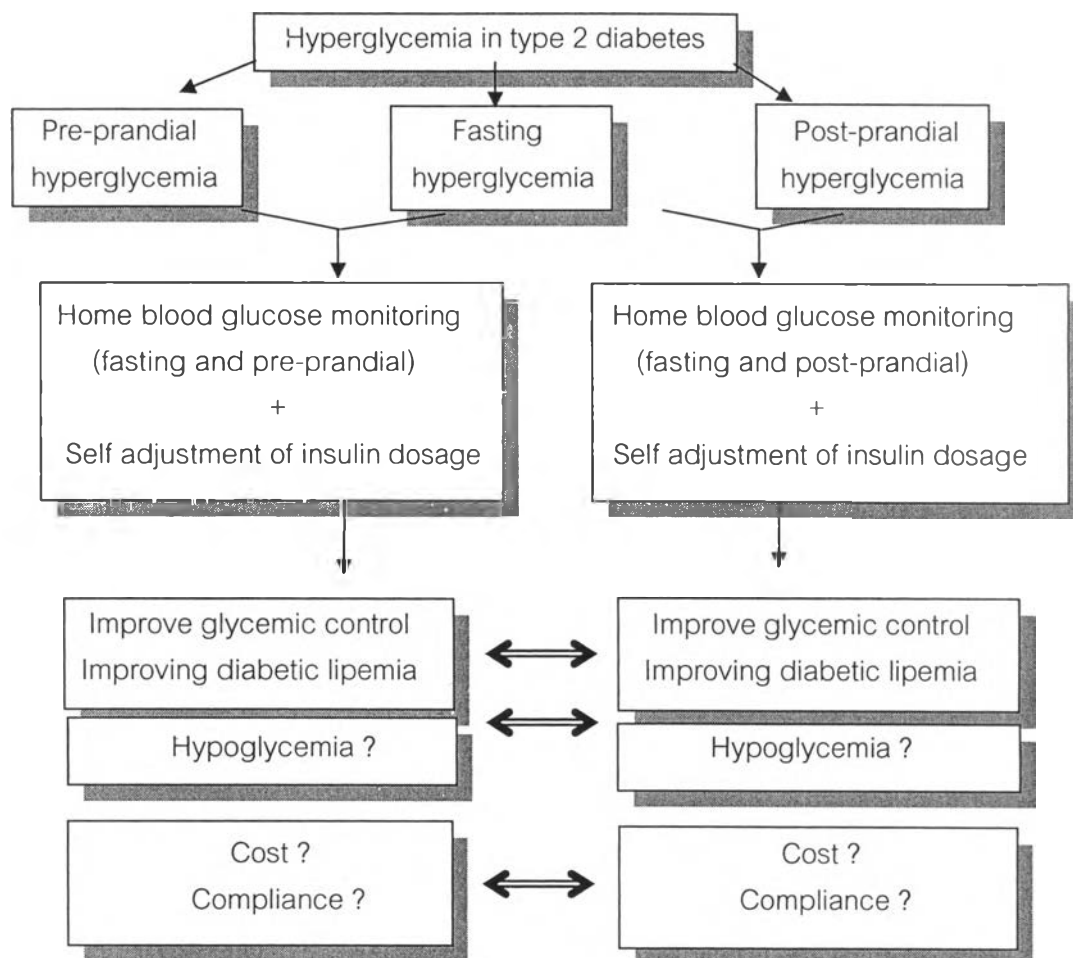 Hyperglycemia in type 2 diabetes
Pre-prandial
hyperglycemia
Fasting
hyperglycemia
Post-prandial
hyperglycemia
Home blood glucose monitoring
(fasting and pre-prandial)
+
Self adjustment of insulin dosage
Home blood glucose monitoring
(fasting and post-prandial)
+
Self adjustment of insulin dosage
Improve glycemic control
Improving diabetic lipemia
Improve glycemic control
Improving diabetic lipemia
Hypoglycemia ?
Hypoglycemia ?
Cost ?
Compliance ?
Cost ?
Compliance ?